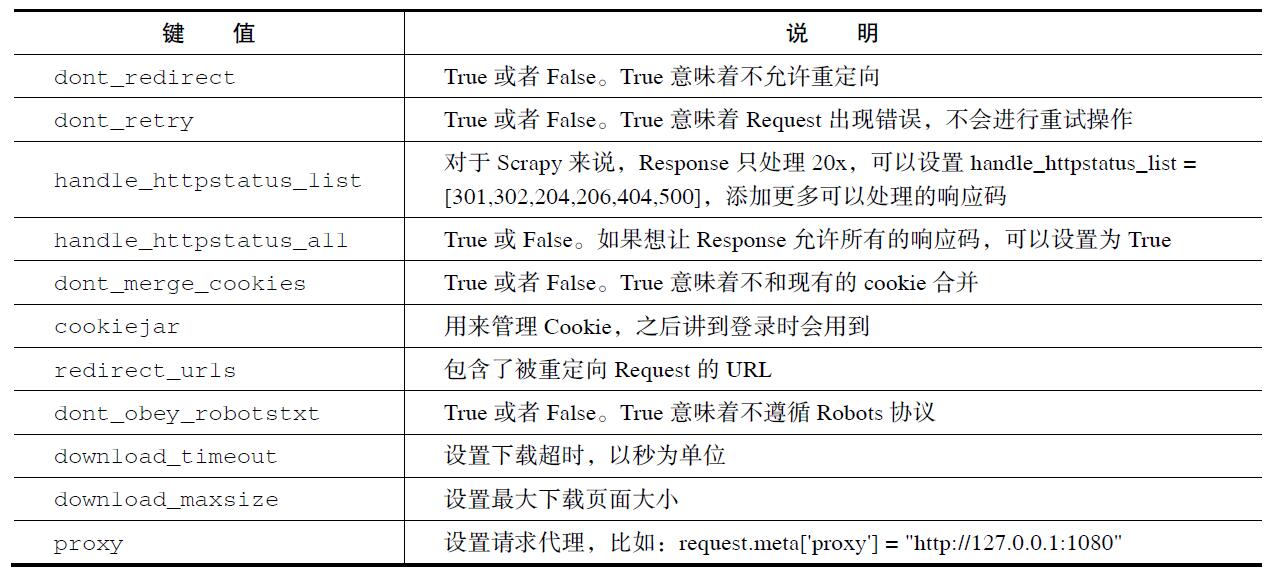 键 值 说 明
dont_redirect True 或者 False。True 意味着不允许重定向
dont_retry True 或者 False。True 意味着 Request 出现错误，不会进行重试操作
handle_httpstatus_list 对于 Scrapy 来说，Response 只处理 20x，可以设置 handle_httpstatus_list =
[301,302,204,206,404,500]，添加更多可以处理的响应码
handle_httpstatus_all True 或 False。如果想让 Response 允许所有的响应码，可以设置为 True
dont_merge_cookies True 或者 False。True 意味着不和现有的 cookie 合并
cookiejar 用来管理 Cookie，之后讲到登录时会用到
redirect_urls 包含了被重定向 Request 的 URL
dont_obey_robotstxt True 或者 False。True 意味着不遵循 Robots 协议
download_timeout 设置下载超时，以秒为单位
download_maxsize 设置最大下载页面大小
proxy 设置请求代理，比如：request.meta['proxy'] = "http://127.0.0.1:1080"